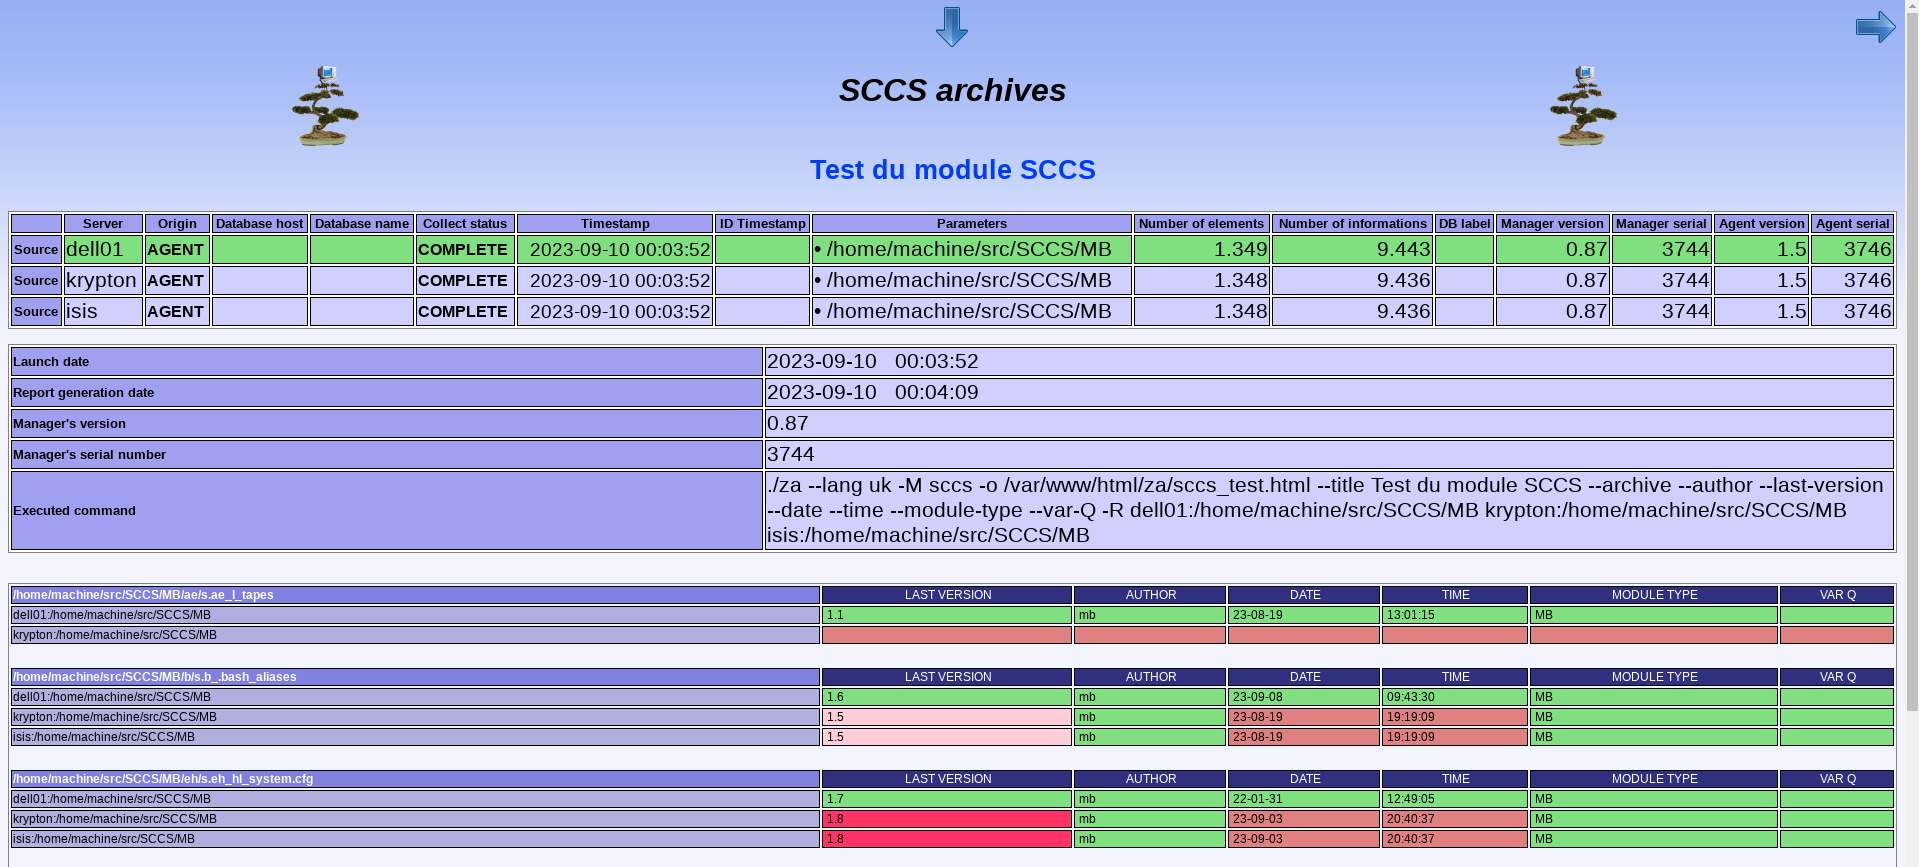 SCCS archives
Test du module SCCS
Server Origin Database host Database name Collect status Timestamp ID Timestamp Parameters Number of elements Number of informations DB label Manager version Manager serial Agent version Agent serial
Source dell01 AGENT COMPLETE 2023-09-10 00:03:52 • /home/machine/src/SCCS/MB 1.349 9.443 0.87 3744 1.5 3746
Source krypton AGENT COMPLETE 2023-09-10 00:03:52 • /home/machine/src/SCCS/MB 1.348 9.436 0.87 3744 1.5 3746
Source isis AGENT COMPLETE 2023-09-10 00:03:52 • /home/machine/src/SCCS/MB 1.348 9.436 0.87 3744 1.5 3746
Launch date 2023-09-10 00:03:52
Report generation date 2023-09-10 00:04:09
Manager's version 0.87
Manager's serial number 3744
Executed command ./za --lang uk -M sccs -o /var/www/html/za/sccs_test.html --title Test du module SCCS --archive --author --last-version
--date --time --module-type --var-Q -R dell01:/home/machine/src/SCCS/MB krypton:/home/machine/src/SCCS/MB
isis:/home/machine/src/SCCS/MB
/home/machine/src/SCCS/MB/ae/s.ae_l_tapes LAST VERSION AUTHOR DATE TIME MODULE TYPE VAR Q
dell01:/home/machine/src/SCCS/MB 1.1 mb 23-08-19 13:01:15 MB
krypton:/home/machine/src/SCCS/MB
/home/machine/src/SCCS/MB/b/s.b_.bash_aliases LAST VERSION AUTHOR DATE TIME MODULE TYPE VAR Q
dell01:/home/machine/src/SCCS/MB 1.6 mb 23-09-08 09:43:30 MB
krypton:/home/machine/src/SCCS/MB 1.5 mb 23-08-19 19:19:09 MB
isis:/home/machine/src/SCCS/MB 1.5 mb 23-08-19 19:19:09 MB
/home/machine/src/SCCS/MB/eh/s.eh_hl_system.cfg LAST VERSION AUTHOR DATE TIME MODULE TYPE VAR Q
dell01:/home/machine/src/SCCS/MB 1.7 mb 22-01-31 12:49:05 MB
krypton:/home/machine/src/SCCS/MB 1.8 mb 23-09-03 20:40:37 MB
isis:/home/machine/src/SCCS/MB 1.8 mb 23-09-03 20:40:37 MB